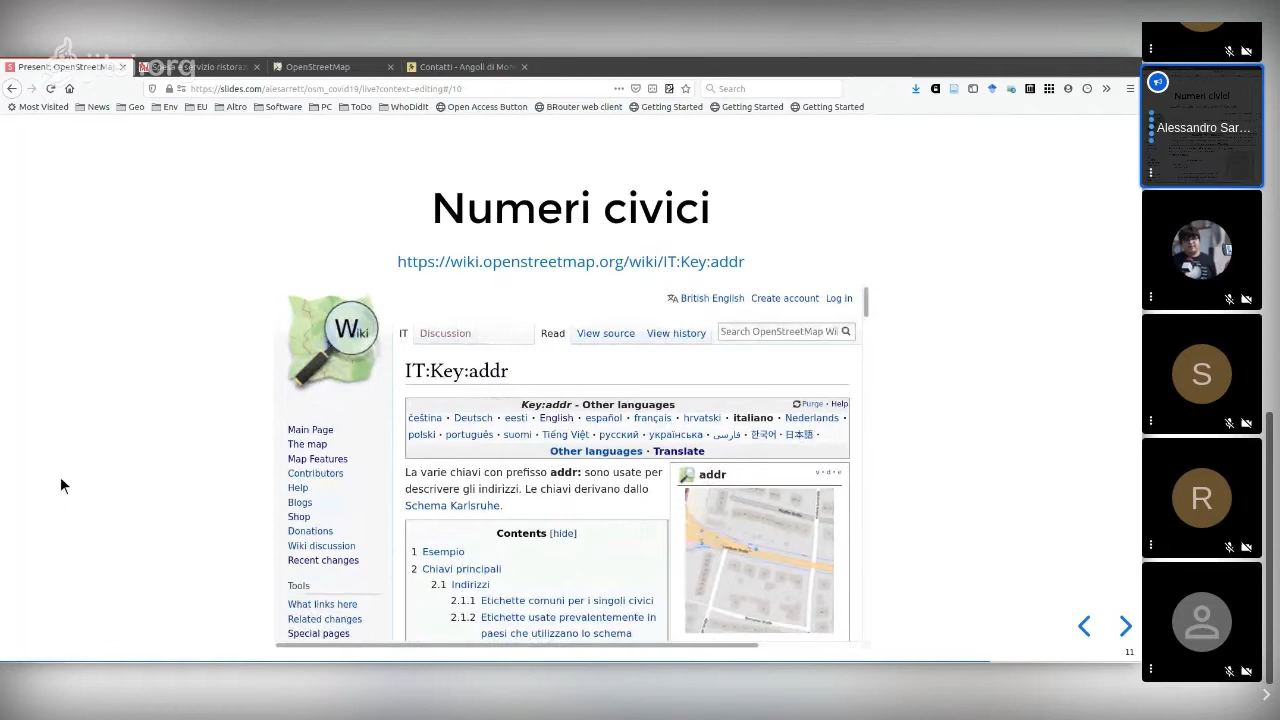 Present: OpenStreetMap
Spesa e servizio ristoraz
OpenStreetMap
Contatti - Angoli di Mon
https://slides.com/alesarrett/osm_covid19/live?context=editing#/10
Search
Most Visited
News
Geo
Env
EU
Altro
Software
PC
ToDo
WhoDidIt
Open Access Button
BRouter web client
Getting Started
Getting Started
Getting Started
Numeri civici
https://wiki.openstreetmap.org/wiki/IT:Key:addr
British English Create account Log in
Wiki
IT Discussion Read View source View history Search OpenStreetMap Wi
IT:Key:addr
Key:addr - Other languages
Purge · Help
čeština · Deutsch · eesti · English · español · français · hrvatski · italiano · Nederlands ·
polski · português · suomi · Tiếng Việt · русский · українська · فارسی · 한국어 · 日本語 ·
Other languages · Translate
La varie chiavi con prefisso addr: sono usate per
descrivere gli indirizzi. Le chiavi derivano dallo
Schema Karlsruhe.
addr
v · d · e
Contents [hide]
1 Esempio
2 Chiavi principali
2.1 Indirizzi
2.1.1 Etichette comuni per i singoli civici
2.1.2 Etichette usate prevalentemente in
paesi che utilizzano lo schema
Main Page
The map
Map Features
Contributors
Help
Blogs
Shop
Donations
Wiki discussion
Recent changes
Tools
What links here
Related changes
Special pages
11
Numeri civici
Alessandro Sar...
S
R